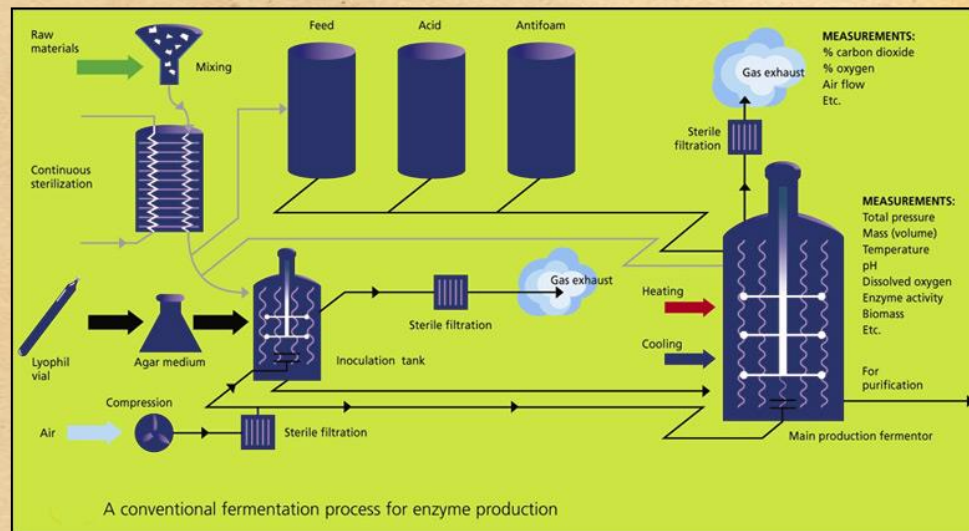 Raw
materials
Mixing
Feed
Acid
Antifoam
Gas exhaust
MEASUREMENTS:
% carbon dioxide
% oxygen
Air flow
Etc.
Sterile
filtration
Continuous
sterilization
MEASUREMENTS:
Total pressure
Mass (volume)
Temperature
pH
Dissolved oxygen
Enzyme activity
Biomass
Etc.
Gas exhaust
Sterile filtration
Heating
Cooling
Lyophil
vial
Agar medium
Inoculation tank
For
purification
Compression
Air
Sterile filtration
Main production fermentor
A conventional fermentation process for enzyme production